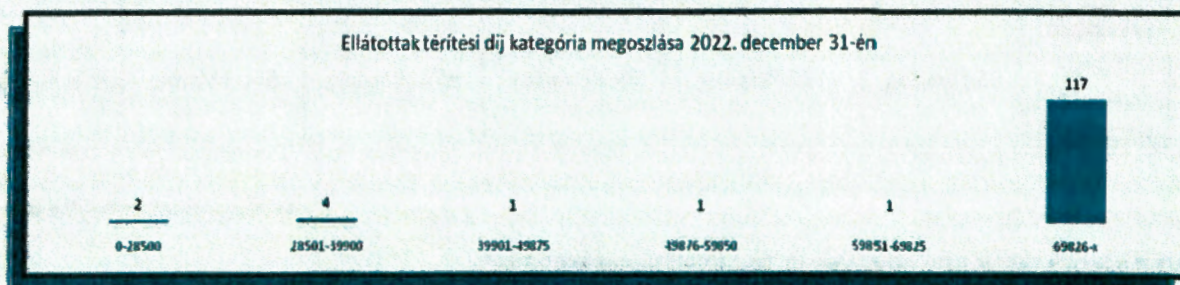 Ellátottak térítési díj kategória megoszlása 2022. december 31-én
117
2 4 1 1 1
0-28500 28501-39900 39901-49875 49876-59850 59851-69825 69826-t